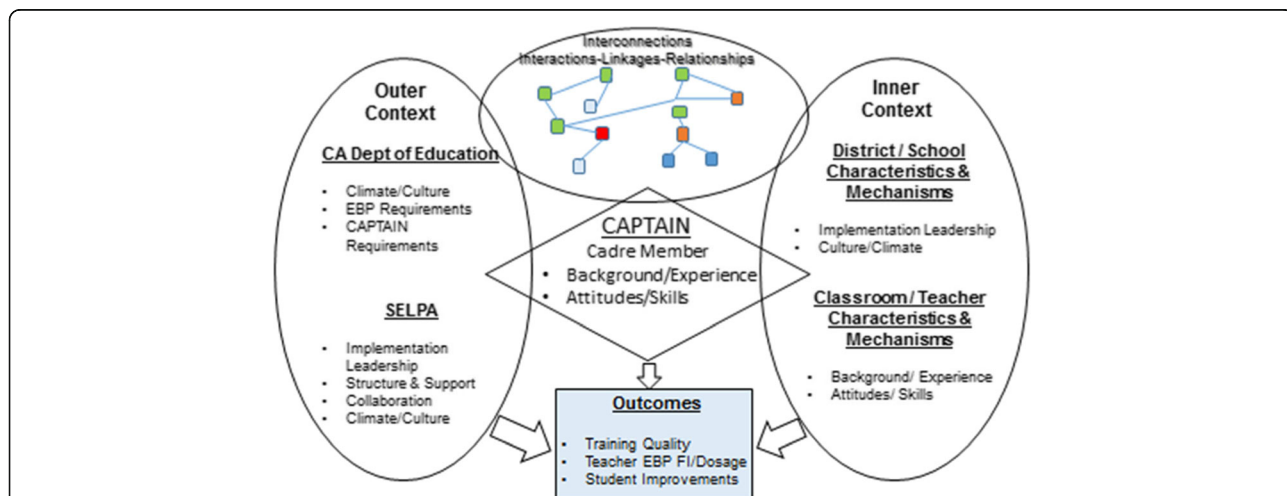 Interconnections
Interactions-Linkages-Relationships
Outer
Context
CA Dept of Education
• Climate/Culture
• EBP Requirements
• CAPTAIN
Requirements
SELPA
• Implementation
Leadership
• Structure & Support
• Collaboration
• Climate/Culture
CAPTAIN
Cadre Member
• Background/Experience
• Attitudes/Skills
Outcomes
• Training Quality
• Teacher EBP FI/Dosage
• Student Improvements
Inner
Context
District / School
Characteristics &
Mechanisms
• Implementation Leadership
• Culture/Climate
Classroom / Teacher
Characteristics &
Mechanisms
• Background/ Experience
• Attitudes/ Skills